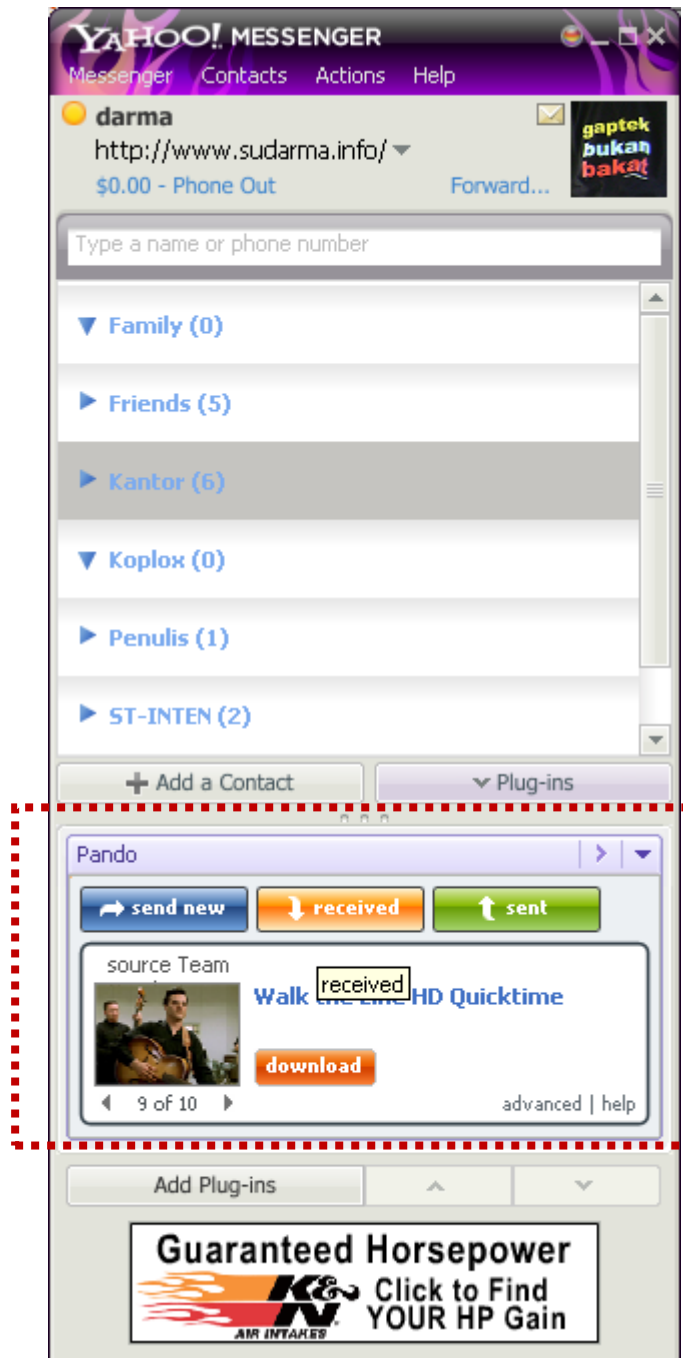 YAHOO! MESSENGER
Messenger Contacts Actions Help
darma
http://www.sudarma.info/
$0.00 - Phone Out Forward...
gaptek
bukan
bakat
Type a name or phone number
Family (0)
Friends (5)
Kantor (6)
Koplox (0)
Penulis (1)
ST-INTEN (2)
Add a Contact Plug-ins
Pando
send new received sent
source Team
received
Walk the Line HD Quicktime
download
9 of 10 advanced | help
Add Plug-ins
Guaranteed Horsepower
K&N Click to Find
AIR INTAKES YOUR HP Gain